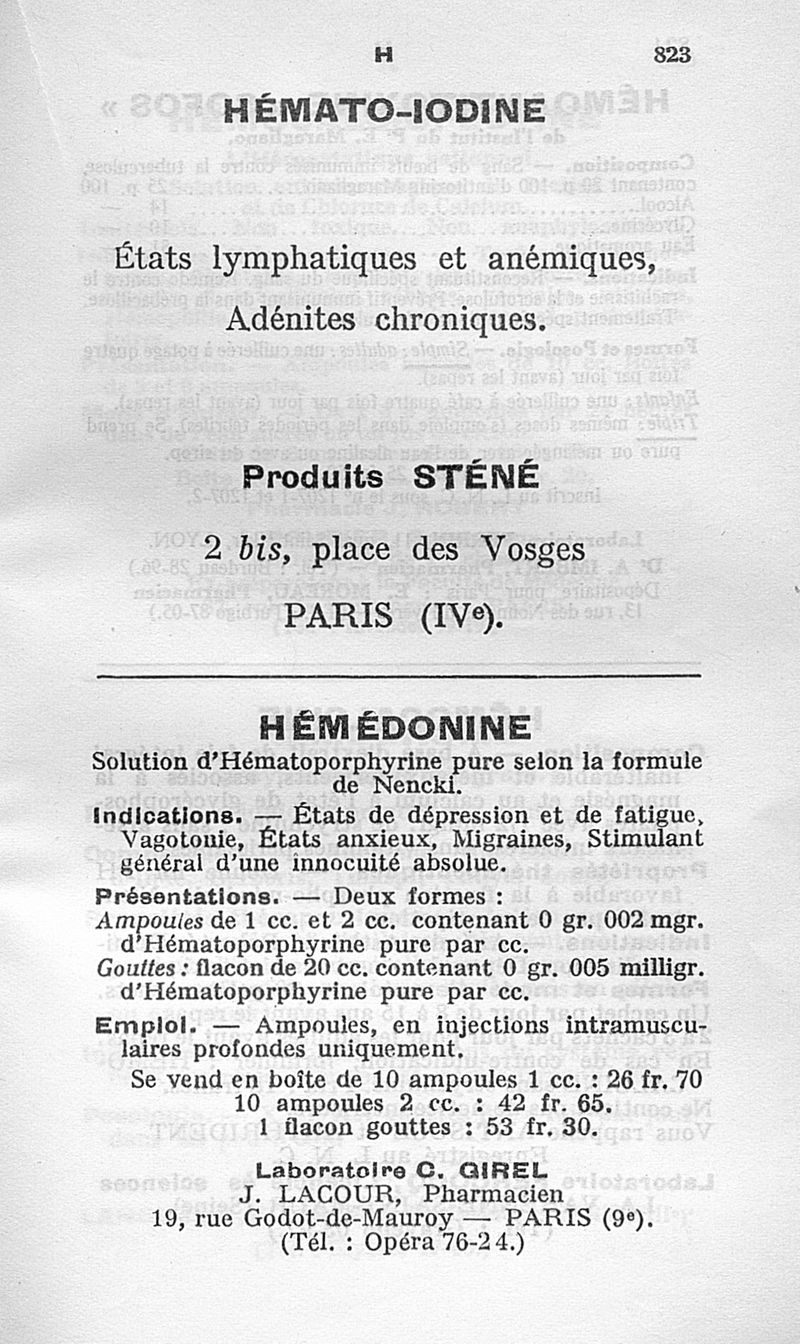 H 823
HÉMATO-IODINE
États lymphatiques et anémiques,
Adénites chroniques.
Produits STÉNÉ
2 bis, place des Vosges
PARIS (IVe).
HÉMÉDONINE
Solution d'Hématoporphyrine pure selon la formule
de Nencki.
Indications. — États de dépression et de fatigue,
Vagotonie, États anxieux, Migraines, Stimulant
général d'une innocuité absolue.
Présentations. — Deux formes :
Ampoules de 1 cc. et 2 cc. contenant 0 gr. 002 mgr.
d'Hématoporphyrine pure par cc.
Gouttes : flacon de 20 cc. contenant 0 gr. 005 milligr.
d'Hématoporphyrine pure par cc.
Emploi. — Ampoules, en injections intramuscu-
laires profondes uniquement.
Se vend en boîte de 10 ampoules 1 cc. : 26 fr. 70
10 ampoules 2 cc. : 42 fr. 65.
1 flacon gouttes : 53 fr. 30.
Laboratoire C. GIREL
J. LACOUR, Pharmacien
19, rue Godot-de-Mauroy — PARIS (9e).
(Tél. : Opéra 76-24.)